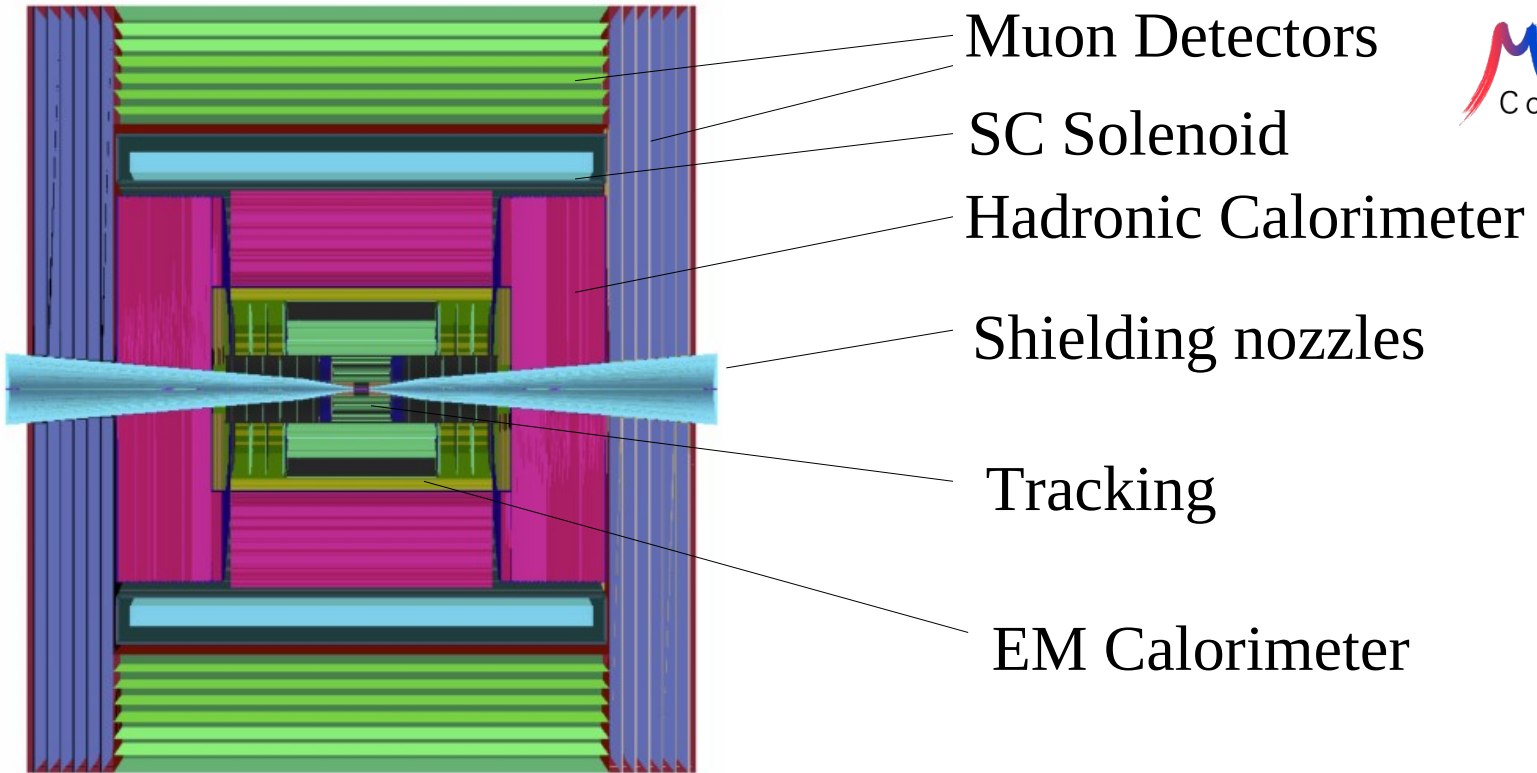 Muon Detectors
SC Solenoid
Hadronic Calorimeter
Shielding nozzles
Tracking
EM Calorimeter